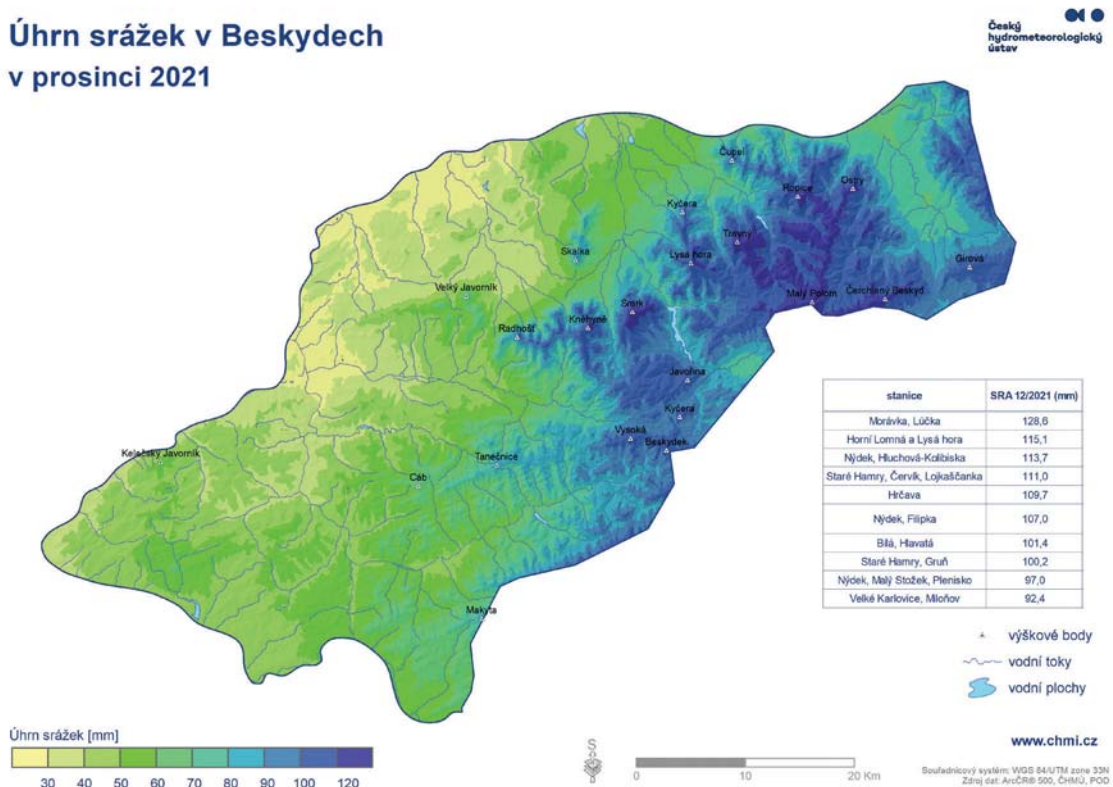 Úhrn srážek v Beskydech
v prosinci 2021
Český
hydrometeorologický
ústav
Čupel
Ropice
Ostrý
Kyčera
Travný
Skalka
Lysá hora
Girová
Velký Javorník
Smrk
Malý Polom
Čerchlaný Beskyd
Radhošť
Kněhyně
Javořina
Kyčera
Vysoká
Beskydek
Kelečský Javorník
Tanečnice
Cáb
Makyta
stanice SRA 12/2021 (mm)
Morávka, Lúčka 128,6
Horní Lomná a Lysá hora 115,1
Nýdek, Hluchová-Kolibiska 113,7
Staré Hamry, Červík, Lojkaščanka 111,0
Hrčava 109,7
Nýdek, Filipka 107,0
Bílá, Hlavatá 101,4
Staré Hamry, Gruň 100,2
Nýdek, Malý Stožek, Plenisko 97,0
Velké Karlovice, Miloňov 92,4
výškové body
vodní toky
vodní plochy
Úhrn srážek [mm]
30 40 50 60 70 80 90 100 110 120
S
0 10 20 Km
www.chmi.cz
Souřadnicový systém: WGS 84/UTM zone 33N
Zdroj dat: ArcČR® 500, ČHMÚ, POD